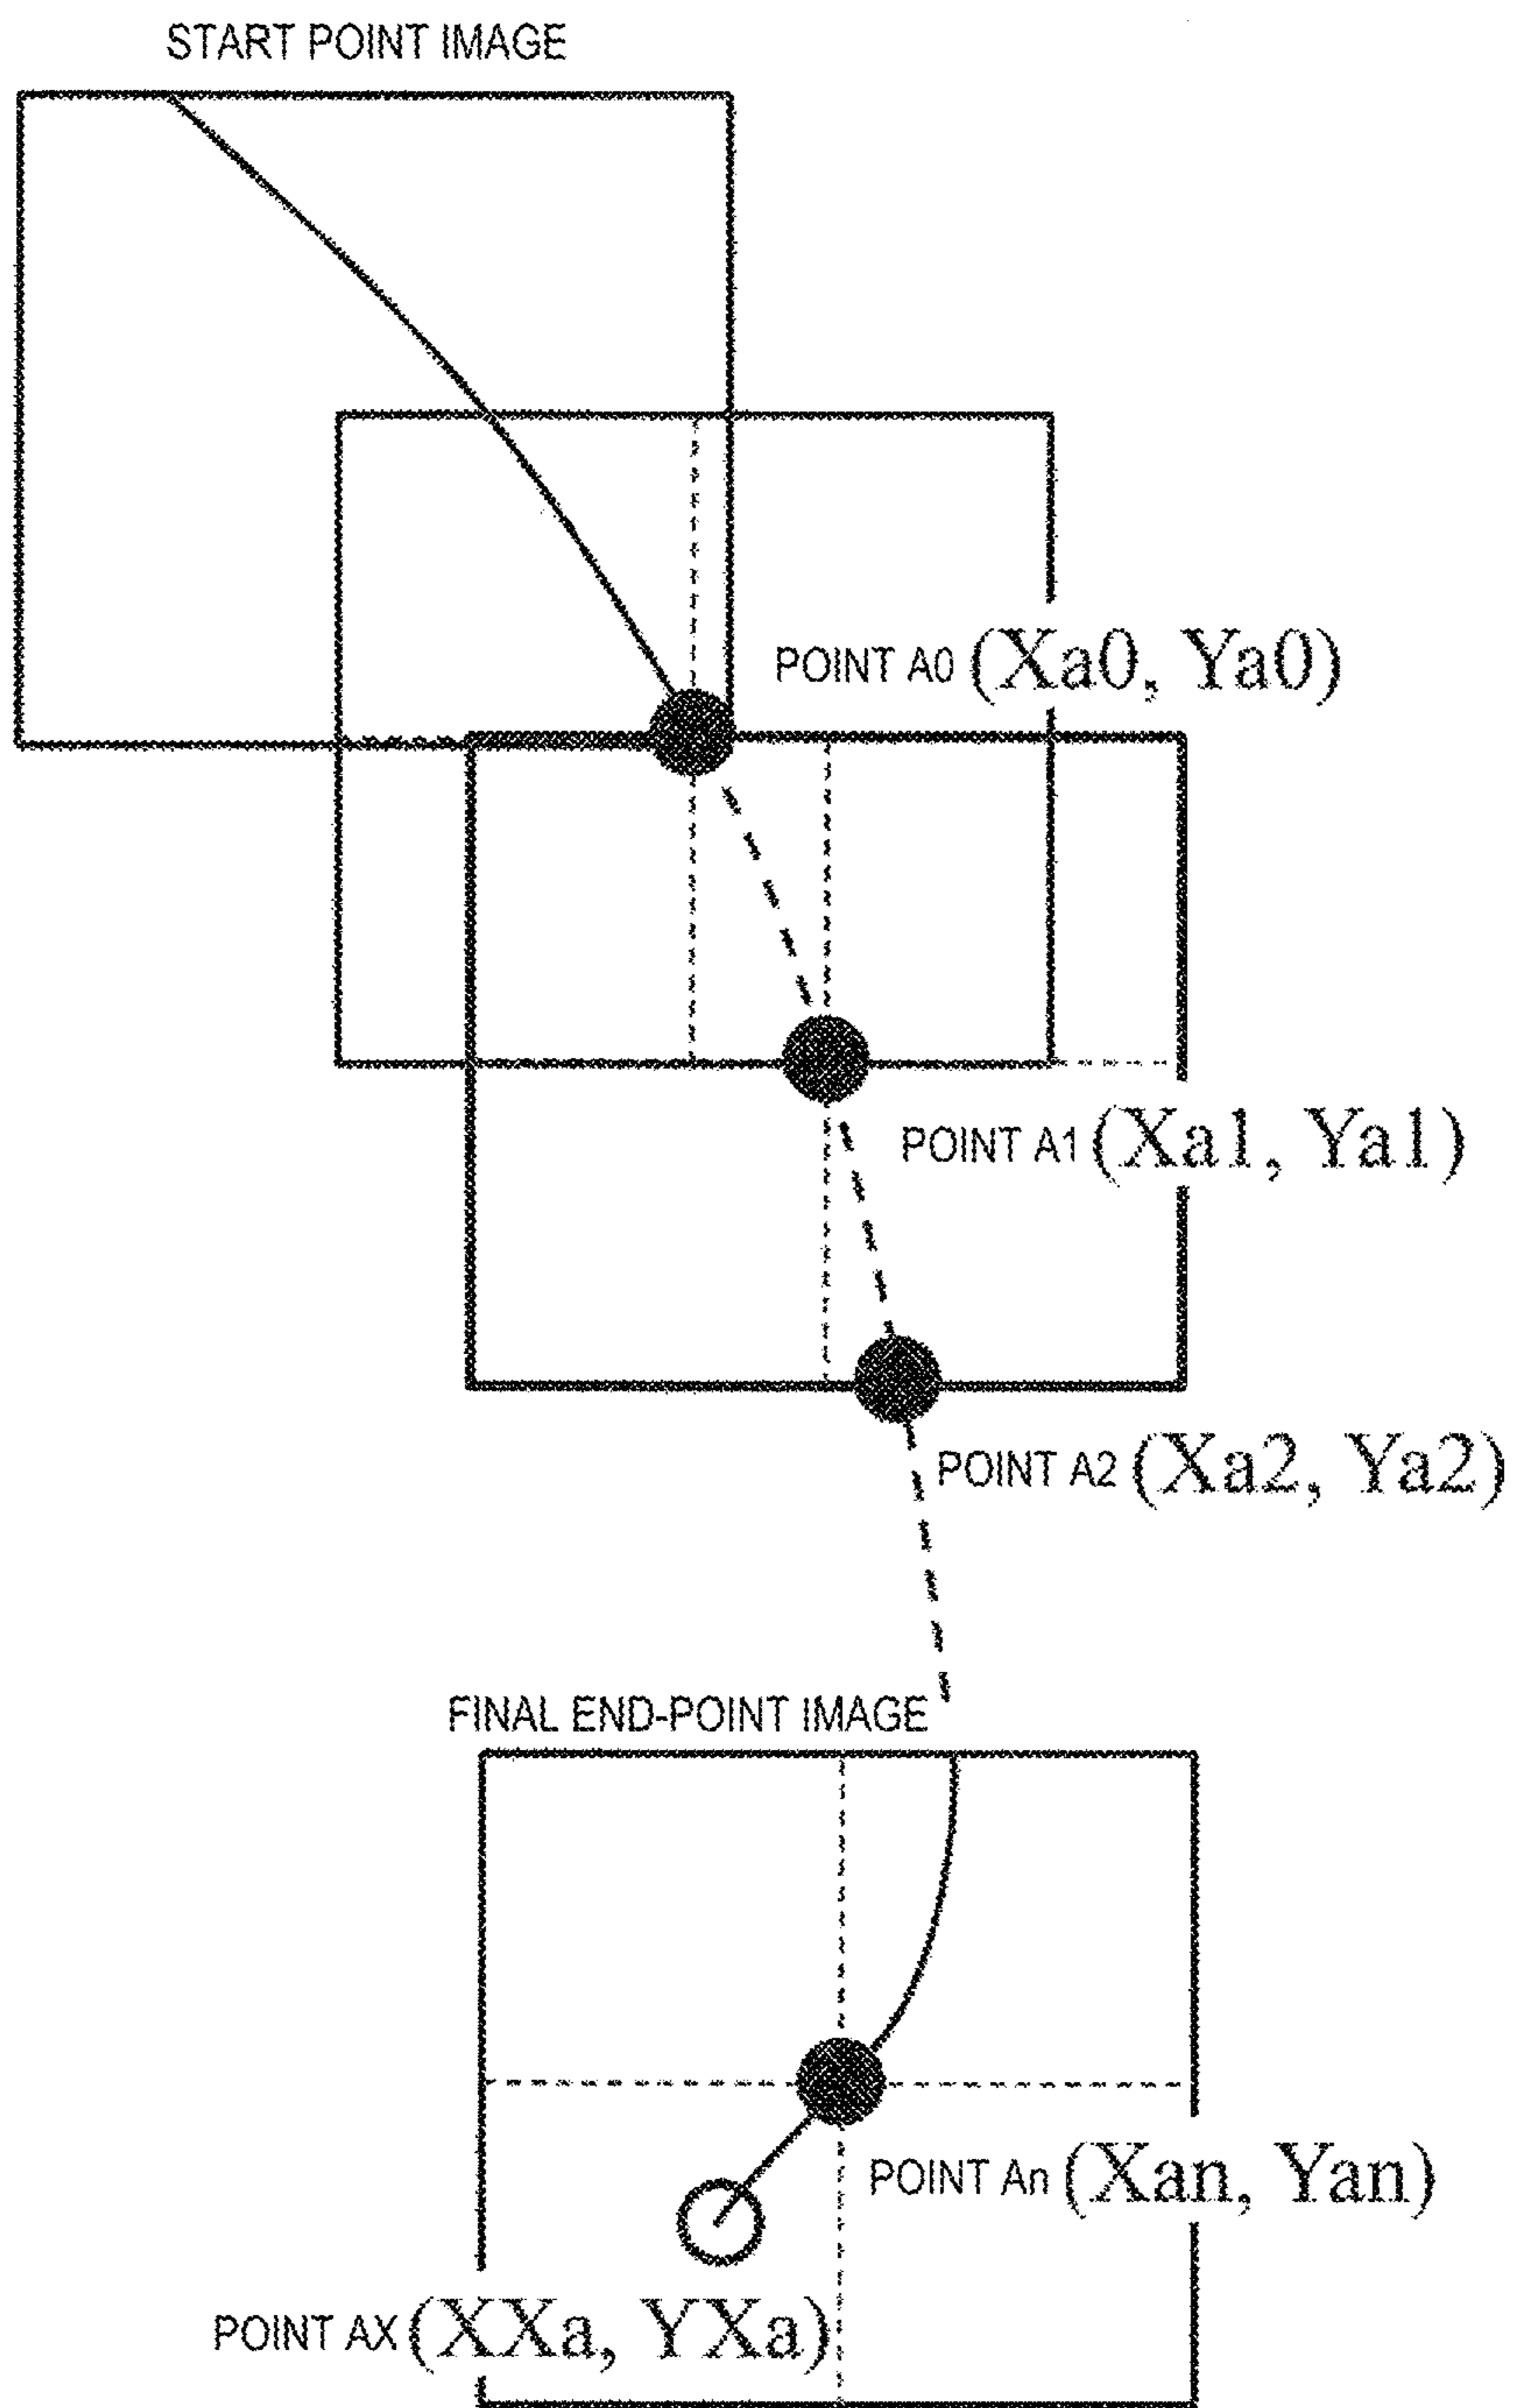 START POINT IMAGE
POINT A0 (Xa0, Ya0)
POINT A1 (Xa1, Ya1)
POINT A2 (Xa2, Ya2)
FINAL END-POINT IMAGE
POINT An (Xan, Yan)
POINT AX (XXa, YXa)